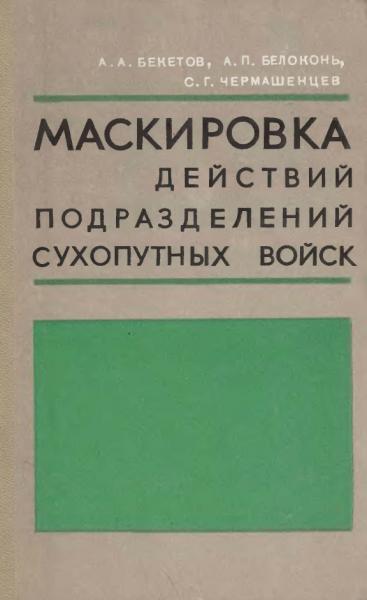 А.А. БЕКЕТОВ, А.П. БЕЛОКОНЬ,
С.Г. ЧЕРМАШЕНЦЕВ
МАСКИРОВКА
ДЕЙСТВИЙ
ПОДРАЗДЕЛЕНИЙ
СУХОПУТНЫХ ВОЙСК